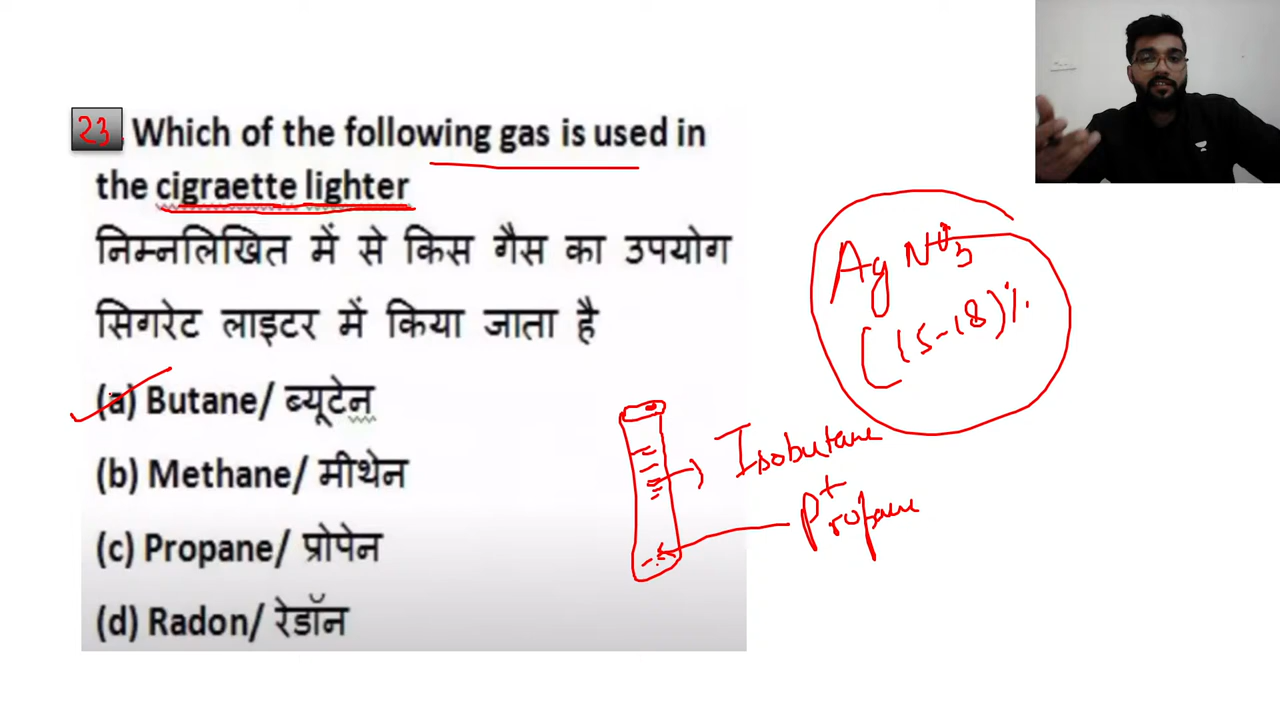 23. Which of the following gas is used in
the cigraette lighter
निम्नलिखित में से किस गैस का उपयोग
सिगरेट लाइटर में किया जाता है
(a) Butane/ ब्यूटेन
(b) Methane/ मीथेन
(c) Propane/ प्रोपेन
(d) Radon/ रेडॉन
AgNO3
(15-18)%
Isobutane
+
Propane